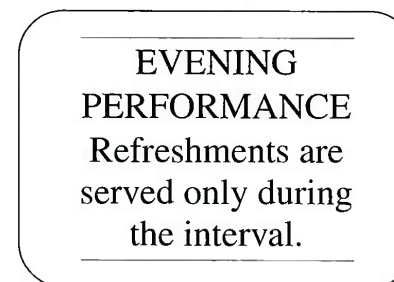 EVENING
PERFORMANCE
Refreshments are
served only during
the interval.